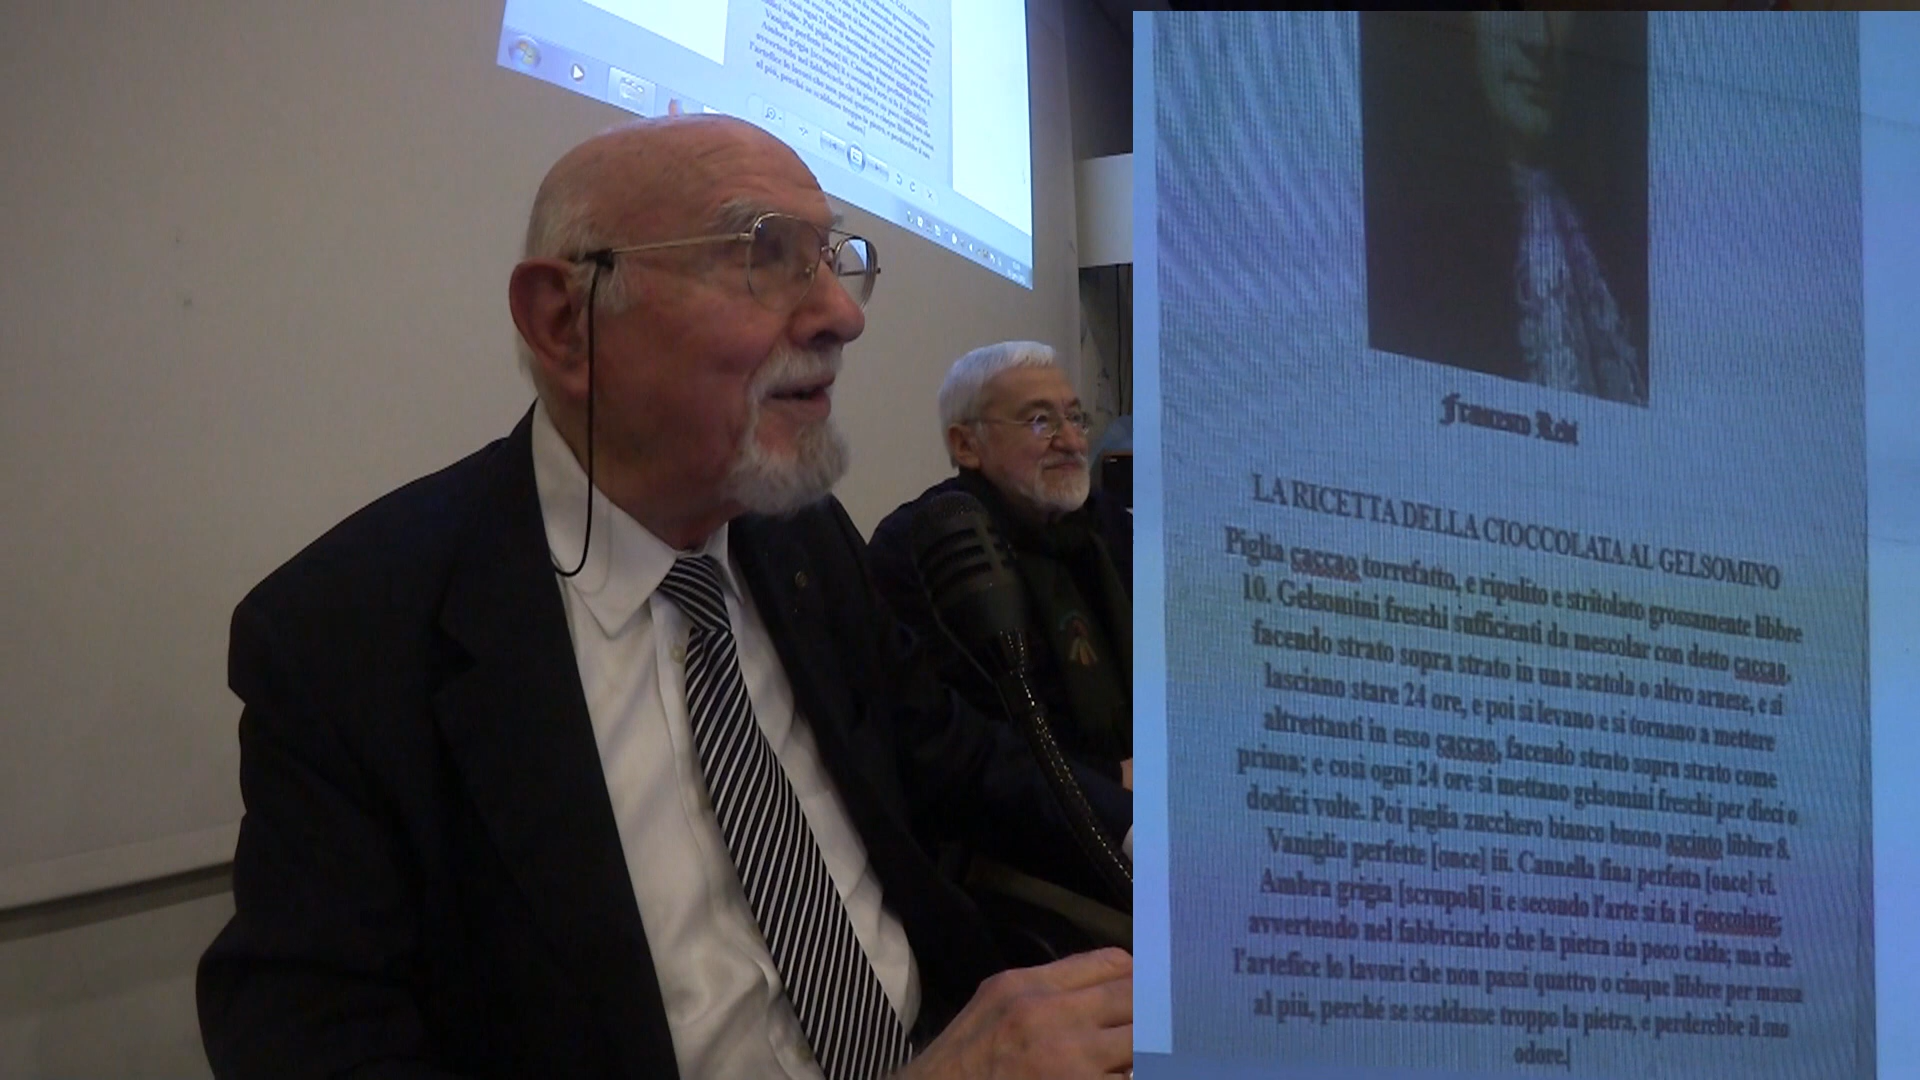 Francesco Redi
LA RICETTA DELLA CIOCCOLATA AL GELSOMINO
Piglia caccao torrefatto, e ripulito e stritolato grossamente libbre
10. Gelsomini freschi sufficienti da mescolar con detto caccao,
facendo strato sopra strato in una scatola o altro arnese, e si
lasciano stare 24 ore, e poi si levano e si tornano a mettere
altrettanti in esso caccao, facendo strato sopra strato come
prima; e così ogni 24 ore si mettano gelsomini freschi per dieci o
dodici volte. Poi piglia zucchero bianco buono ascinto libbre 8.
Vaniglie perfette [once] iii. Cannella fina perfetta [once] vi.
Ambra grigia [scrupoli] ii e secondo l'arte si fa il cioccolatte;
avvertendo nel fabbricarlo che la pietra sia poco calda; ma che
l'artefice lo lavori che non passi quattro o cinque libbre per massa
al più, perché se scaldasse troppo la pietra, e perderebbe il suo
odore.